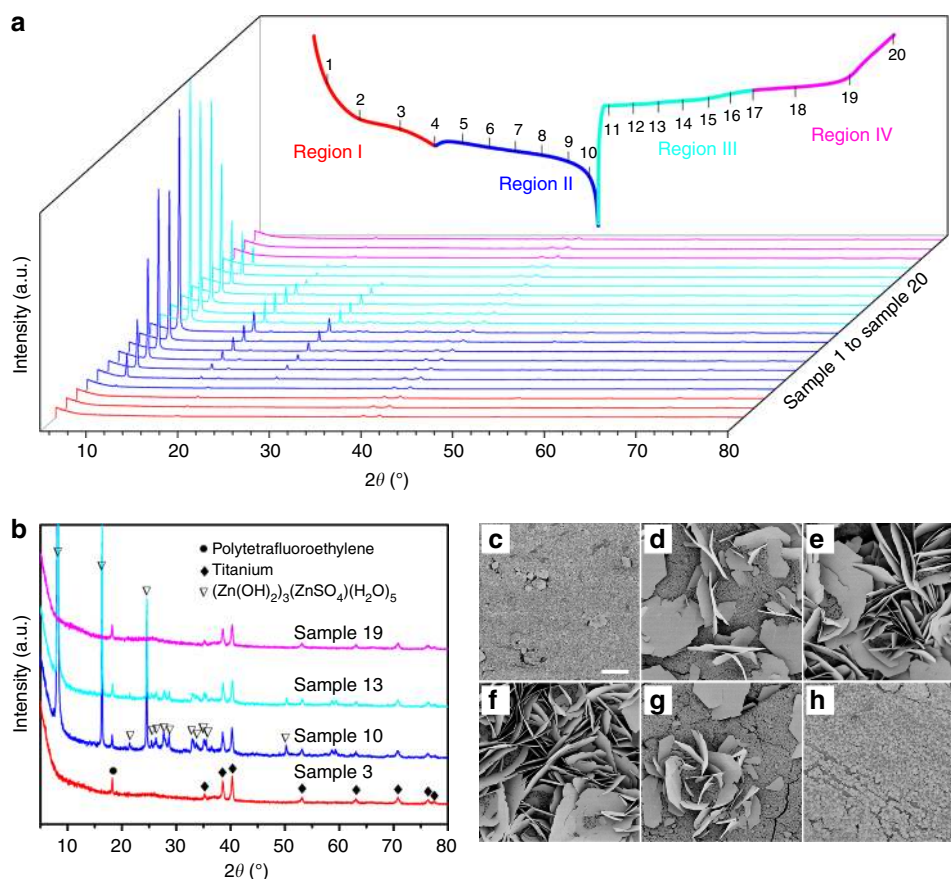 a
1
2
3
4
5
6
7
8
9
10
11
12
13
14
15
16
17
18
19
20
Region I
Region II
Region III
Region IV
Intensity (a.u.)
10 20 30 40 50 60 70 80
2θ (°)
Sample 1 to sample 20
b
Polytetrafluoroethylene
Titanium
(Zn(OH)₂)₃(ZnSO₄)(H₂O)₅
Sample 19
Sample 13
Sample 10
Sample 3
Intensity (a.u.)
10 20 30 40 50 60 70 80
2θ (°)
c
d
e
f
g
h